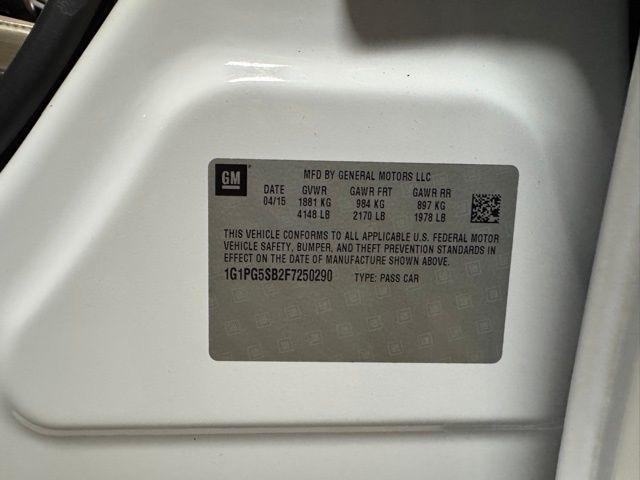 GM
MFD BY GENERAL MOTORS LLC
DATE GVWR GAWR FRT GAWR RR
04/15 1881 KG 984 KG 897 KG
4148 LB 2170 LB 1978 LB
THIS VEHICLE CONFORMS TO ALL APPLICABLE U.S. FEDERAL MOTOR
VEHICLE SAFETY, BUMPER, AND THEFT PREVENTION STANDARDS IN
EFFECT ON THE DATE OF MANUFACTURE SHOWN ABOVE.
1G1PG5SB2F7250290 TYPE: PASS CAR